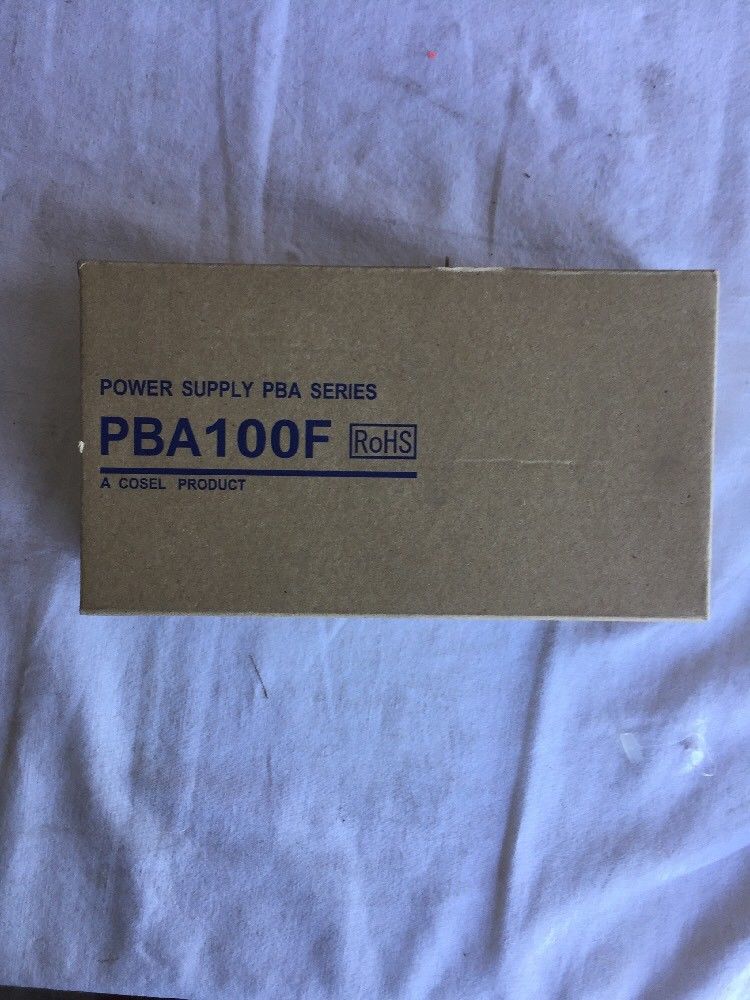 POWER SUPPLY PBA SERIES
PBA100F RoHS
A COSEL PRODUCT